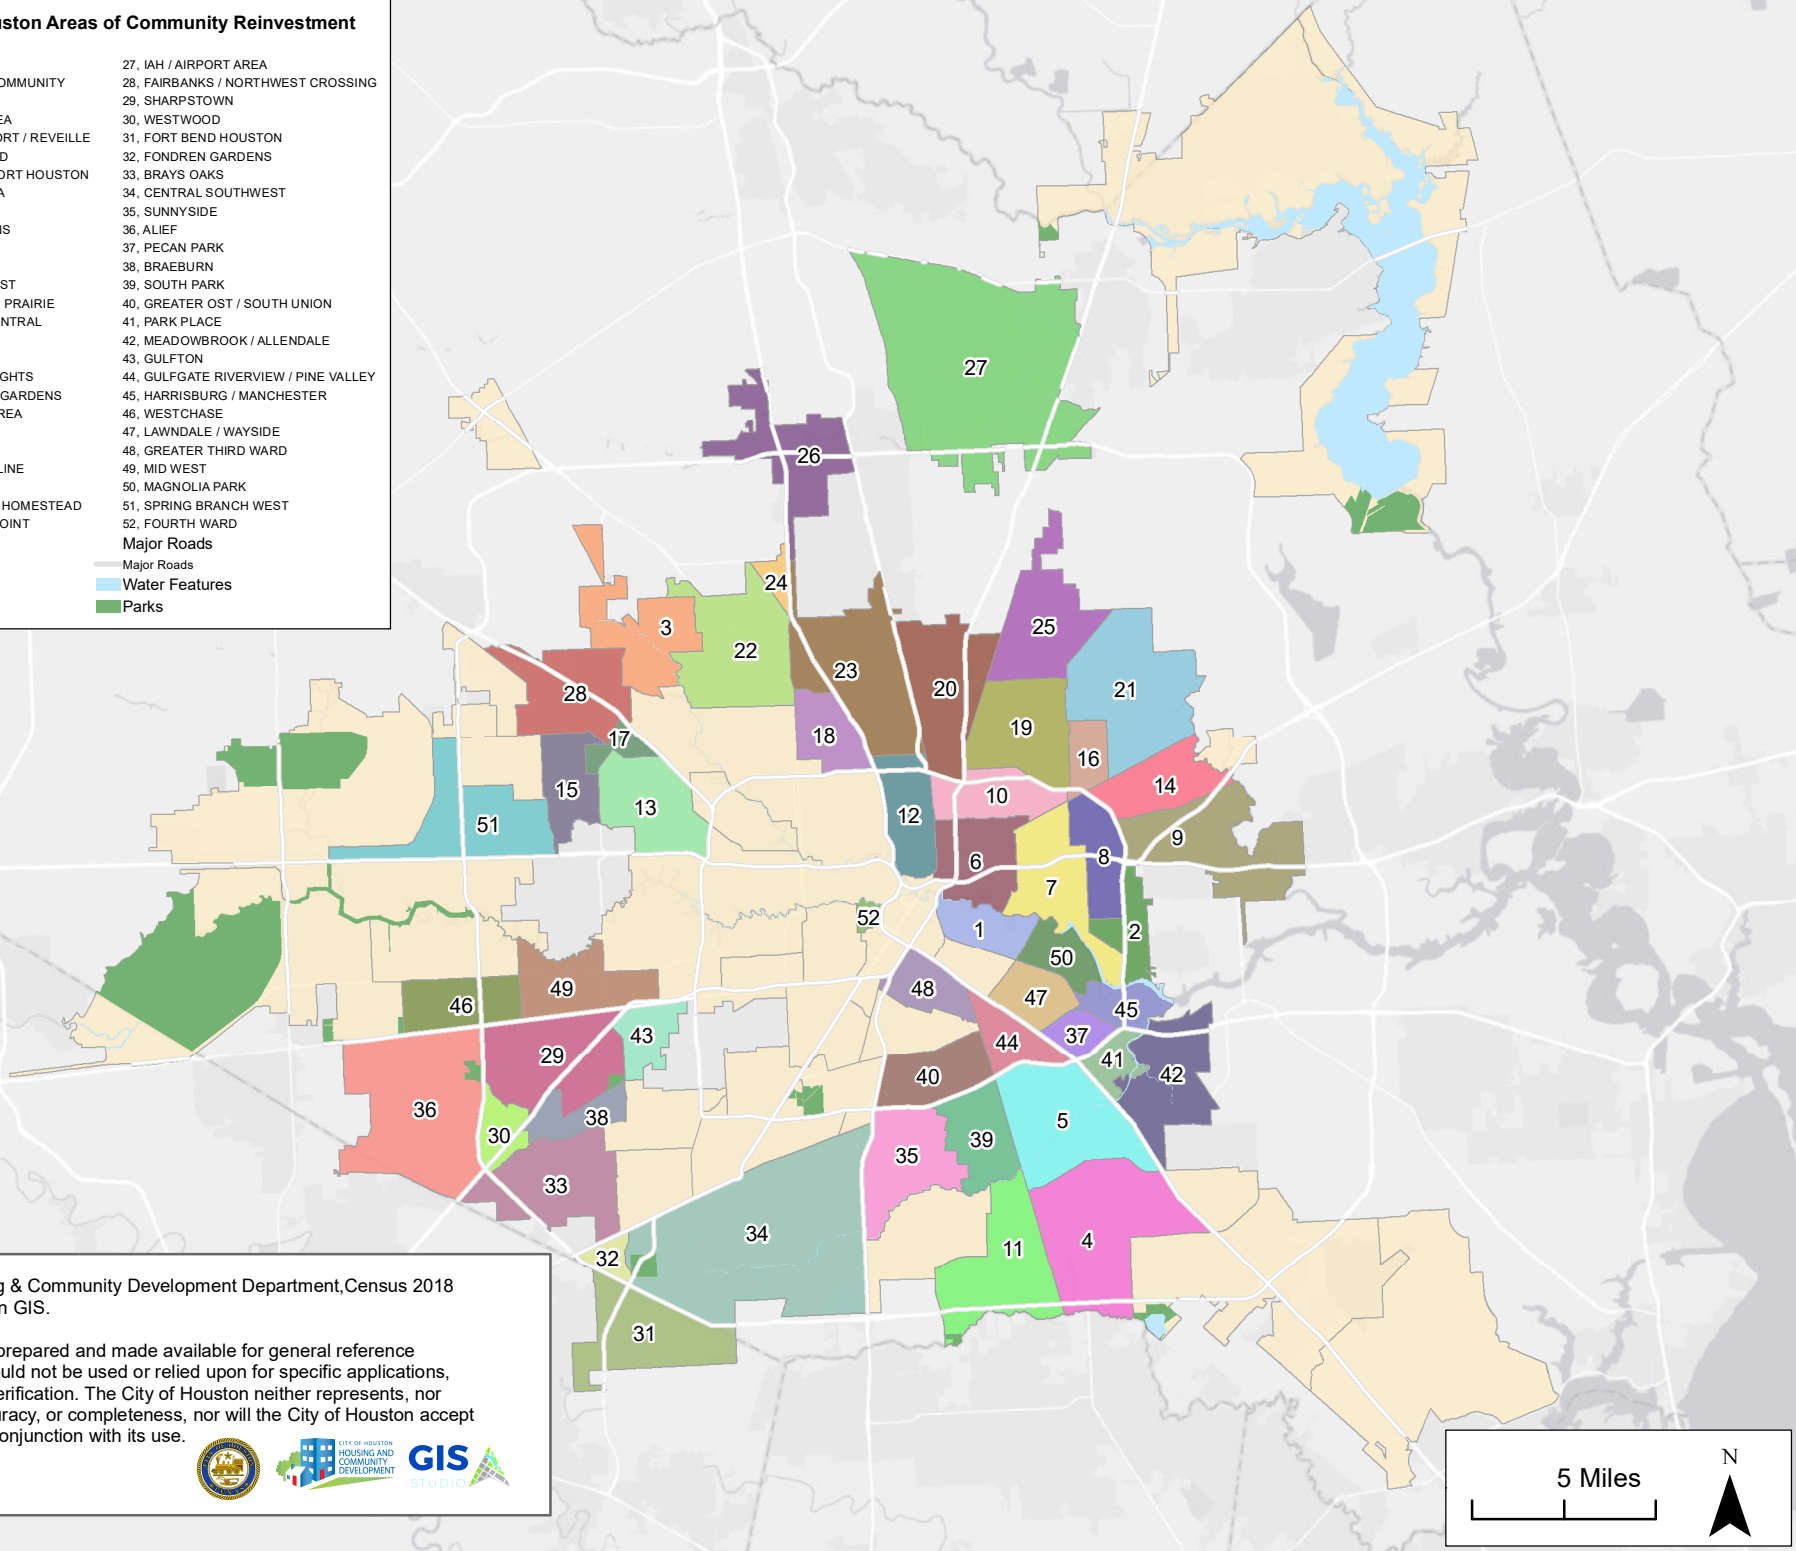 uston Areas of Community Reinvestment
27, IAH / AIRPORT AREA
OMMUNITY
28, FAIRBANKS / NORTHWEST CROSSING
29, SHARPSTOWN
EA
30, WESTWOOD
ORT / REVEILLE
31, FORT BEND HOUSTON
D
32, FONDREN GARDENS
ORT HOUSTON
33, BRAYS OAKS
A
34, CENTRAL SOUTHWEST
35, SUNNYSIDE
NS
36, ALIEF
37, PECAN PARK
38, BRAEBURN
ST
39, SOUTH PARK
PRAIRIE
40, GREATER OST / SOUTH UNION
NTRAL
41, PARK PLACE
42, MEADOWBROOK / ALLENDALE
43, GULFTON
GHTS
44, GULFGATE RIVERVIEW / PINE VALLEY
GARDENS
45, HARRISBURG / MANCHESTER
REA
46, WESTCHASE
47, LAWNDALE / WAYSIDE
48, GREATER THIRD WARD
LINE
49, MID WEST
50, MAGNOLIA PARK
HOMESTEAD
51, SPRING BRANCH WEST
OINT
52, FOURTH WARD
Major Roads
Major Roads
Water Features
Parks
27
26
24
3
22
25
23
28
20
21
18
17
19
16
15
13
14
10
12
51
9
6
8
7
52
1
2
50
48
49
47
46
45
43
37
44
29
41
42
40
36
38
5
30
39
35
33
34
4
11
32
31
g & Community Development Department,Census 2018
n GIS.
prepared and made available for general reference
ould not be used or relied upon for specific applications,
erification. The City of Houston neither represents, nor
uracy, or completeness, nor will the City of Houston accept
onjunction with its use.
CITY OF HOUSTON
HOUSING AND
COMMUNITY
DEVELOPMENT
GIS
STUDIO
5 Miles
N